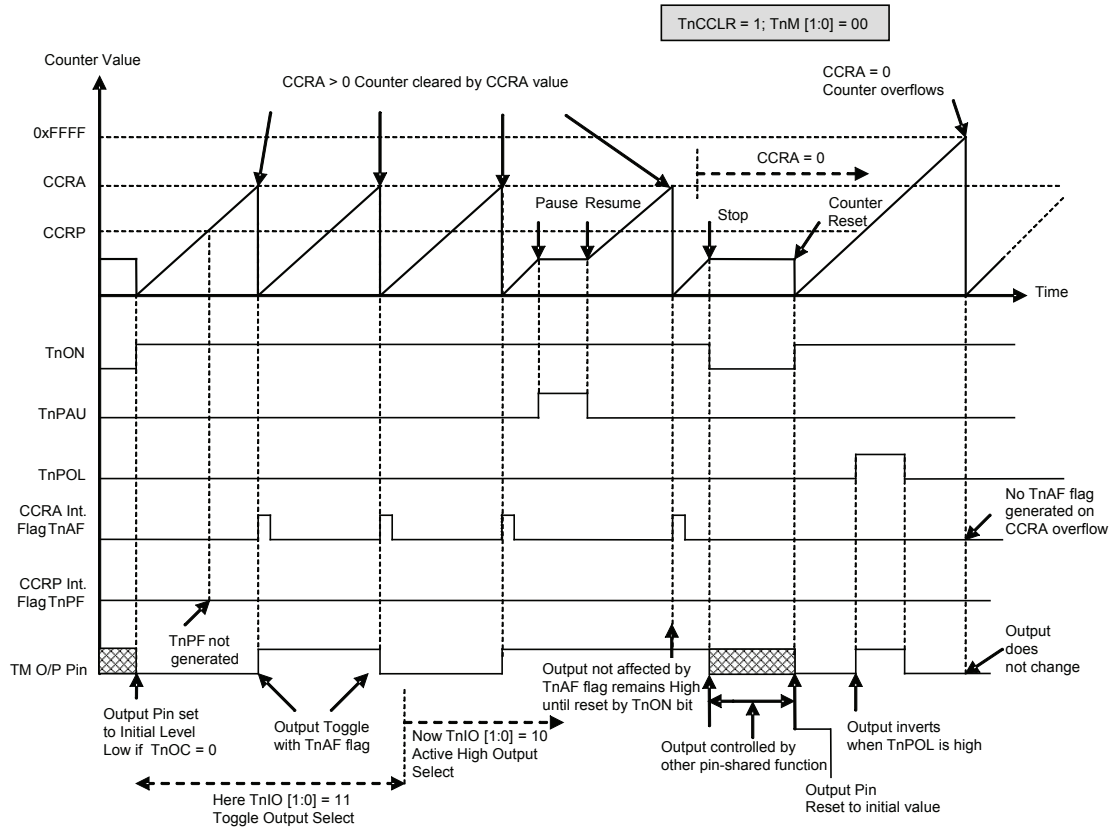 TnCCLR = 1; TnM [1:0] = 00
Counter Value
CCRA > 0 Counter cleared by CCRA value
CCRA = 0
Counter overflows
0xFFFF
CCRA = 0
CCRA
Pause Resume
Stop
Counter
Reset
CCRP
Time
TnON
TnPAU
TnPOL
No TnAF flag
generated on
CCRA overflow
CCRA Int.
Flag TnAF
CCRP Int.
Flag TnPF
TnPF not
generated
Output
does
not change
TM O/P Pin
Output not affected by
TnAF flag remains High
until reset by TnON bit
Output Pin set
to Initial Level
Low if TnOC = 0
Output Toggle
with TnAF flag
Now TnIO [1:0] = 10
Active High Output
Select
Output controlled by
other pin-shared function
Output inverts
when TnPOL is high
Output Pin
Reset to initial value
Here TnIO [1:0] = 11
Toggle Output Select